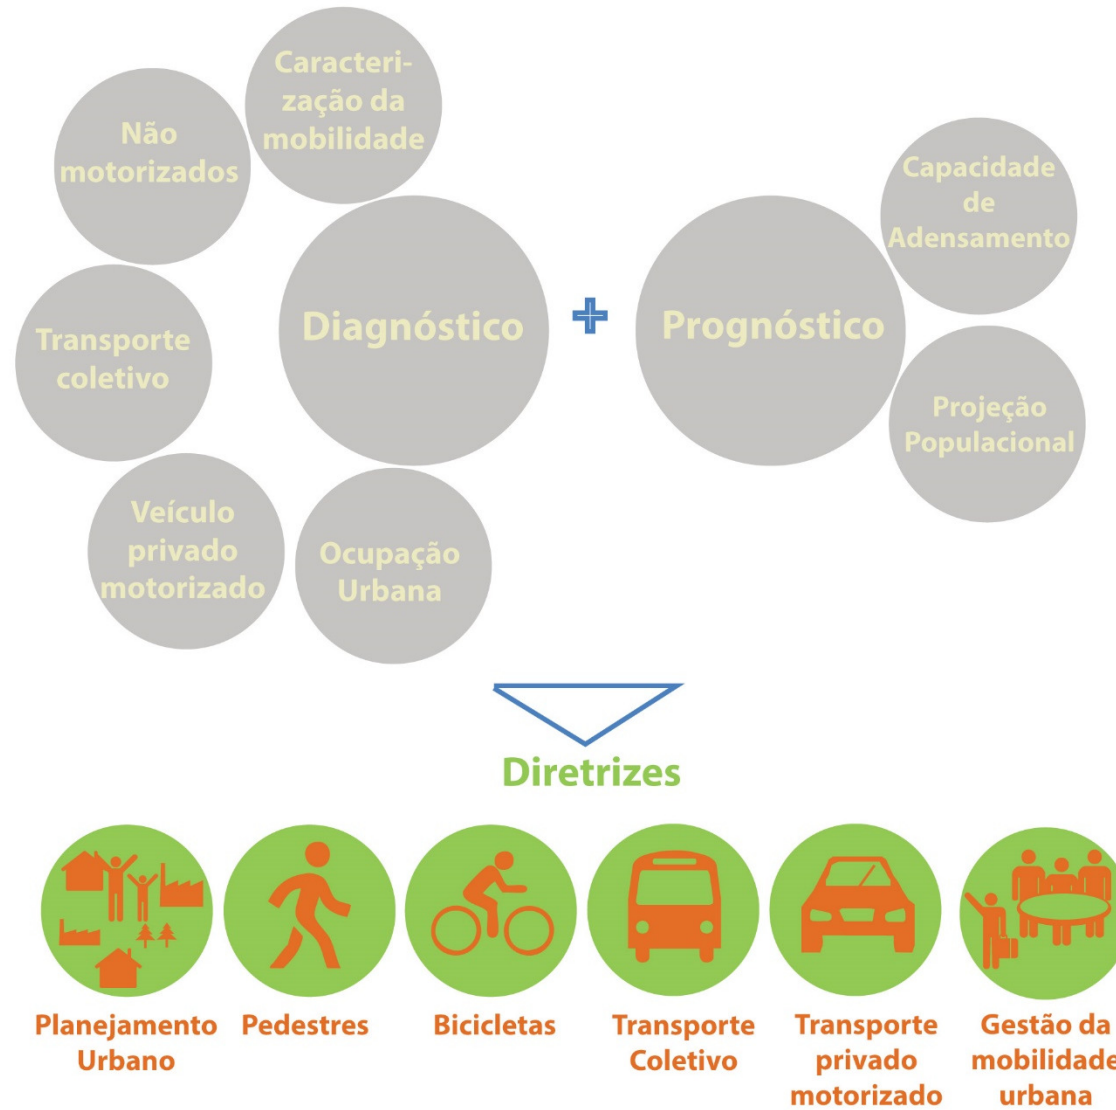 Caracteri-
zação da
mobilidade
Não
motorizados
Capacidade
de
Adensamento
Diagnóstico
Prognóstico
Transporte
coletivo
Projeção
Populacional
Veículo
privado
motorizado
Ocupação
Urbana
Diretrizes
Planejamento
Urbano
Pedestres
Bicicletas
Transporte
Coletivo
Transporte
privado
motorizado
Gestão da
mobilidade
urbana